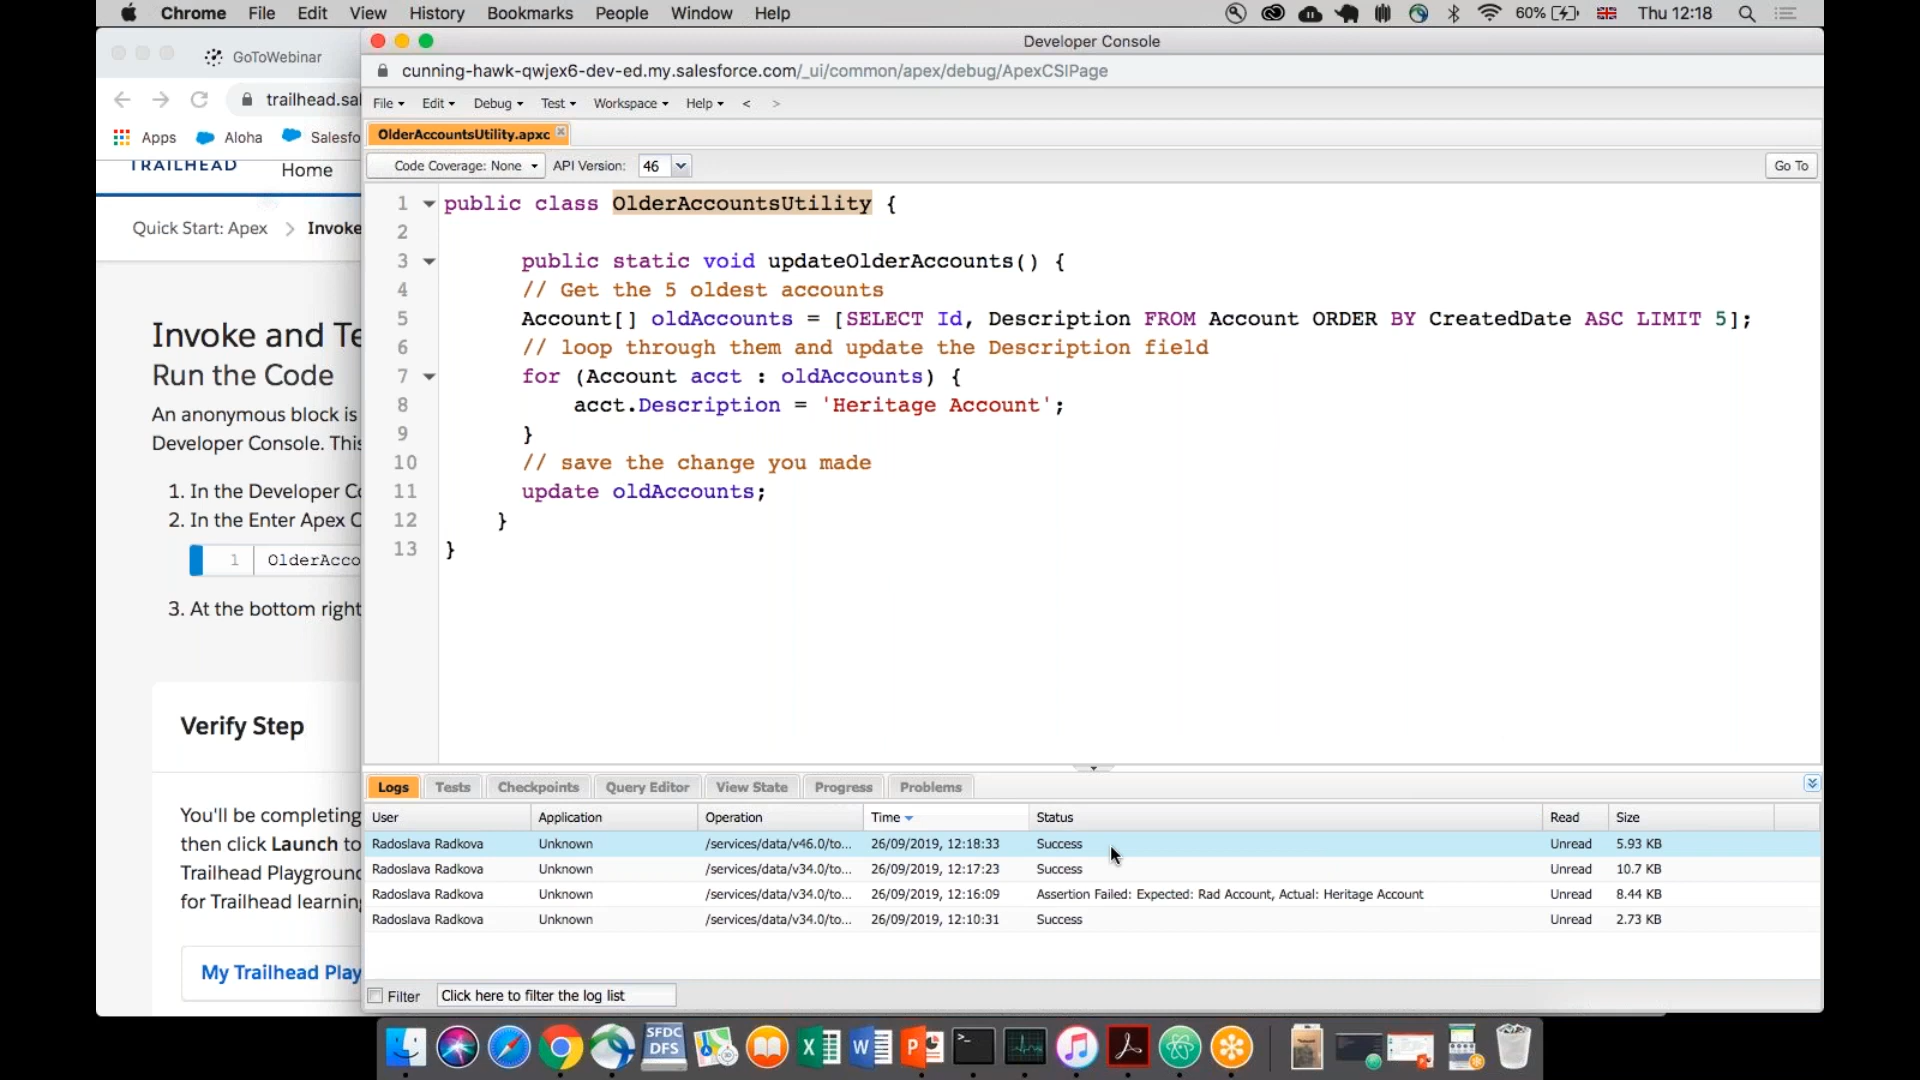 Chrome File Edit View History Bookmarks People Window Help 60% Thu 12:18
GoToWebinar
Developer Console
cunning-hawk-qwjex6-dev-ed.my.salesforce.com/_ui/common/apex/debug/ApexCSIPage
trailhead.sal
File Edit Debug Test Workspace Help < >
Apps Aloha Salesfo
OlderAccountsUtility.apxc
TRAILHEAD Home
Code Coverage: None API Version: 46 Go To
Quick Start: Apex > Invoke
1 public class OlderAccountsUtility {
2
3 public static void updateOlderAccounts() {
4 // Get the 5 oldest accounts
5 Account[] oldAccounts = [SELECT Id, Description FROM Account ORDER BY CreatedDate ASC LIMIT 5];
6 // loop through them and update the Description field
7 for (Account acct : oldAccounts) {
8 acct.Description = 'Heritage Account';
9 }
10 // save the change you made
11 update oldAccounts;
12 }
13 }
Invoke and Te
Run the Code
An anonymous block is
Developer Console. This
1. In the Developer Co
2. In the Enter Apex C
1 OlderAcco
3. At the bottom right
Verify Step
You'll be completing
then click Launch to
Trailhead Playground
for Trailhead learning
My Trailhead Play
Logs Tests Checkpoints Query Editor View State Progress Problems
User Application Operation Time Status Read Size
Radoslava Radkova Unknown /services/data/v46.0/to... 26/09/2019, 12:18:33 Success Unread 5.93 KB
Radoslava Radkova Unknown /services/data/v34.0/to... 26/09/2019, 12:17:23 Success Unread 10.7 KB
Radoslava Radkova Unknown /services/data/v34.0/to... 26/09/2019, 12:16:09 Assertion Failed: Expected: Rad Account, Actual: Heritage Account Unread 8.44 KB
Radoslava Radkova Unknown /services/data/v34.0/to... 26/09/2019, 12:10:31 Success Unread 2.73 KB
Filter Click here to filter the log list
SFDC
DFS